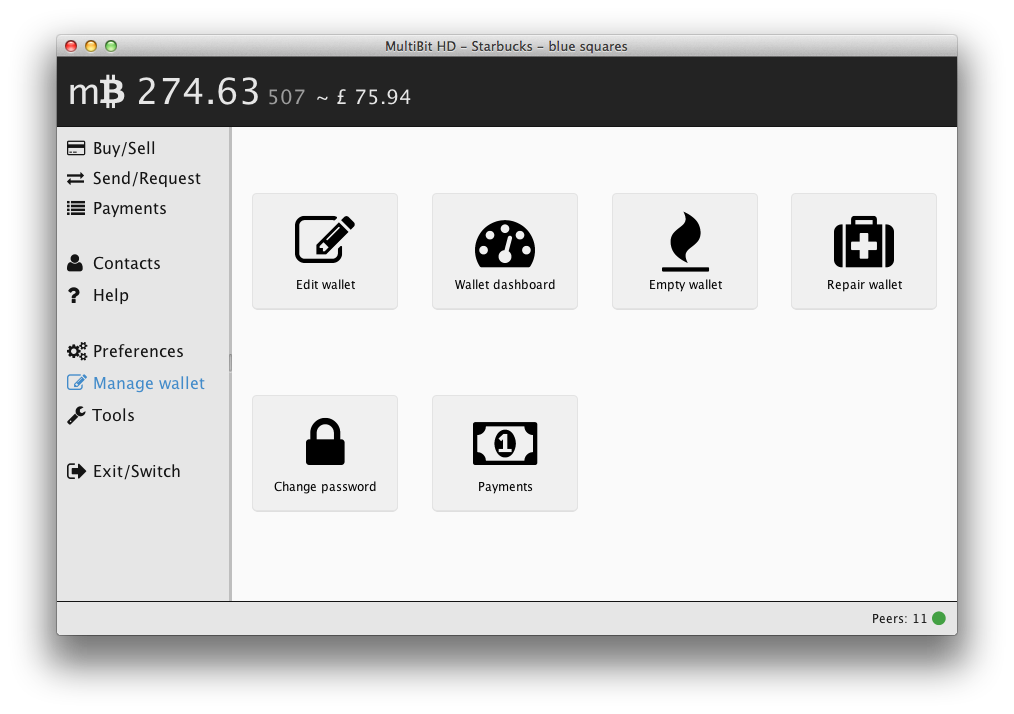 MultiBit HD – Starbucks – blue squares
m₿ 274.63 507 ~ £ 75.94
Buy/Sell
Send/Request
Payments
Contacts
Help
Preferences
Manage wallet
Tools
Exit/Switch
Edit wallet
Wallet dashboard
Empty wallet
Repair wallet
Change password
1
Payments
Peers: 11